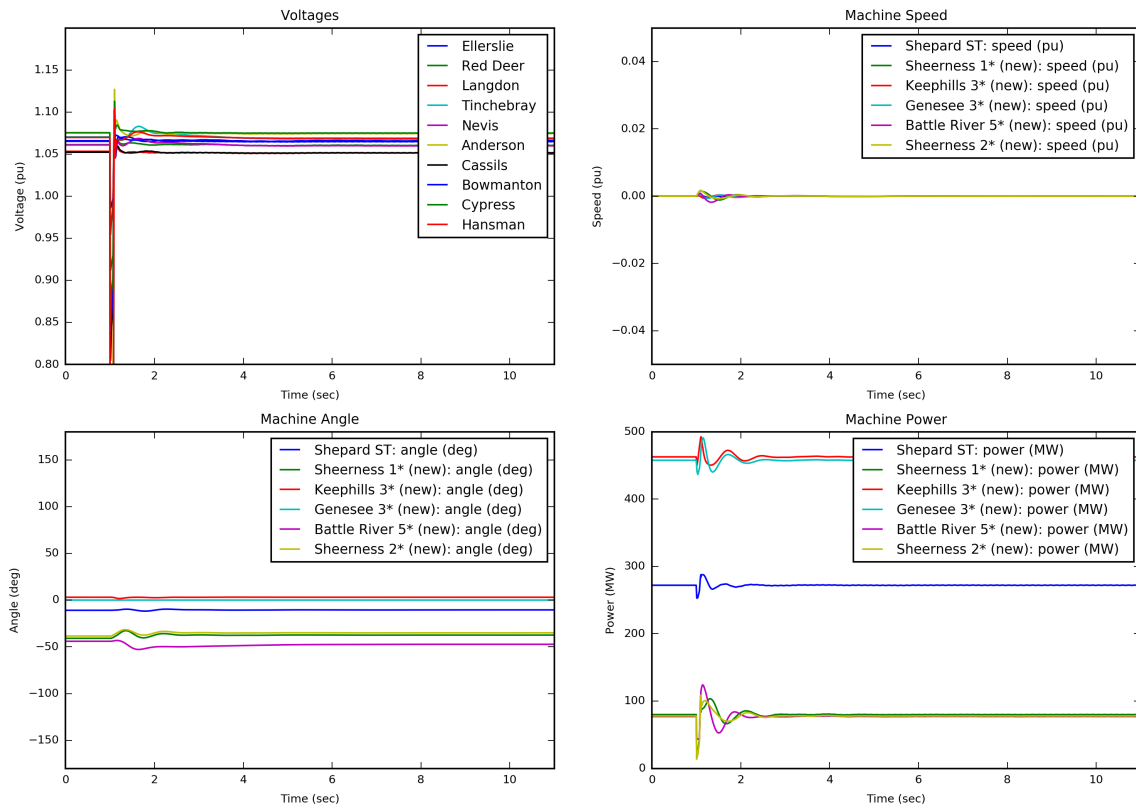 Voltages
1.15
1.10
1.05
1.00
0.95
0.90
0.85
0.80
Voltage (pu)
0 2 4 6 8 10
Time (sec)
Ellerslie
Red Deer
Langdon
Tinchebray
Nevis
Anderson
Cassils
Bowmanton
Cypress
Hansman
Machine Speed
0.04
0.02
0.00
−0.02
−0.04
Speed (pu)
0 2 4 6 8 10
Time (sec)
Shepard ST: speed (pu)
Sheerness 1* (new): speed (pu)
Keephills 3* (new): speed (pu)
Genesee 3* (new): speed (pu)
Battle River 5* (new): speed (pu)
Sheerness 2* (new): speed (pu)
Machine Angle
150
100
50
0
−50
−100
−150
Angle (deg)
0 2 4 6 8 10
Time (sec)
Shepard ST: angle (deg)
Sheerness 1* (new): angle (deg)
Keephills 3* (new): angle (deg)
Genesee 3* (new): angle (deg)
Battle River 5* (new): angle (deg)
Sheerness 2* (new): angle (deg)
Machine Power
500
400
300
200
100
0
Power (MW)
0 2 4 6 8 10
Time (sec)
Shepard ST: power (MW)
Sheerness 1* (new): power (MW)
Keephills 3* (new): power (MW)
Genesee 3* (new): power (MW)
Battle River 5* (new): power (MW)
Sheerness 2* (new): power (MW)